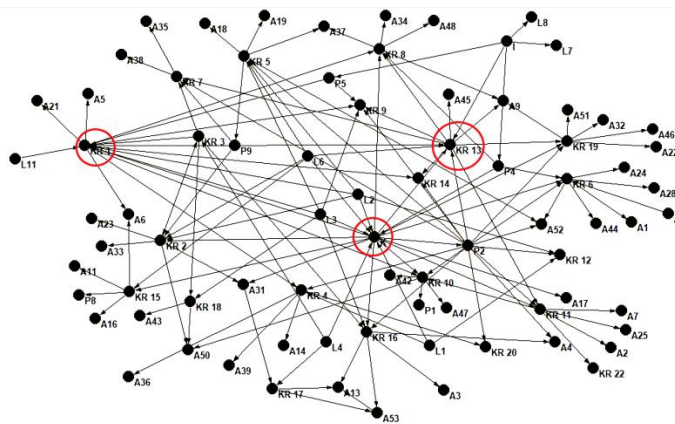 A35
A18
A19
A37
A34
A48
L8
I
L7
A38
KR 5
KR 8
KR 7
P5
A21
A5
KR 9
A45
A9
A51
A32
A46
L11
KR 1
KR 3
P9
L6
KR 13
KR 19
A22
KR 14
P4
KR 6
A24
A28
L2
A6
A23
L3
A52
A44
A1
A33
KR 2
K
P2
KR 12
A11
P8
KR 15
A31
KR 4
A42
KR 10
A17
A16
A43
KR 18
P1
A47
KR 11
A7
A25
A50
A14
L4
KR 16
L1
KR 20
A4
A2
A36
A39
KR 22
KR 17
A13
A3
A53